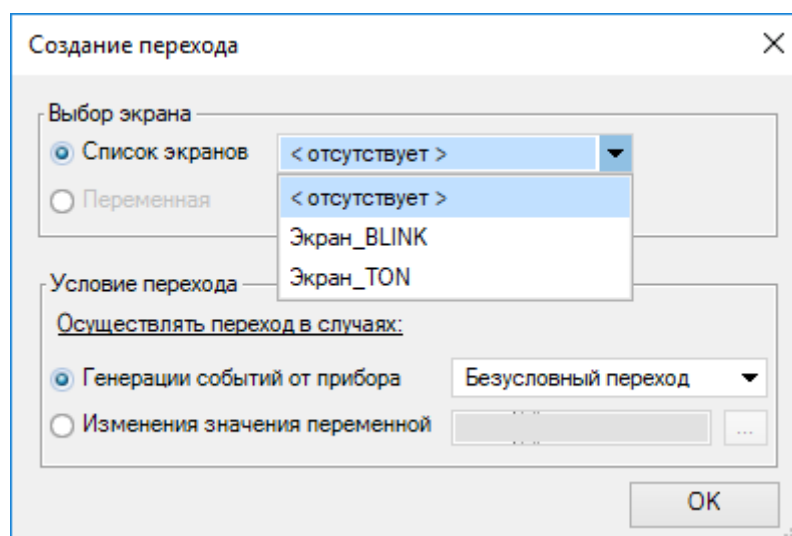 Создание перехода
Выбор экрана
Список экранов < отсутствует >
Переменная < отсутствует >
Экран_BLINK
Экран_TON
Условие перехода
Осуществлять переход в случаях:
Генерации событий от прибора Безусловный переход
Изменения значения переменной ...
OK